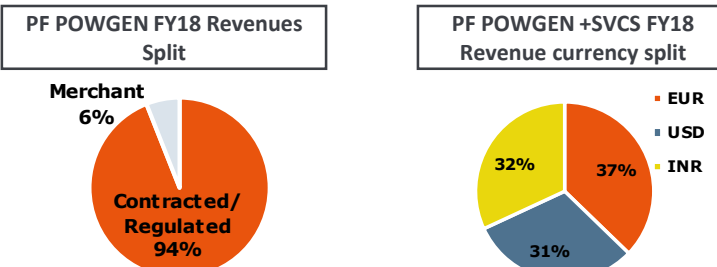 PF POWGEN FY18 Revenues
Split
PF POWGEN +SVCS FY18
Revenue currency split
Merchant
6%
Contracted/
Regulated
94%
EUR
USD
INR
32%
37%
31%